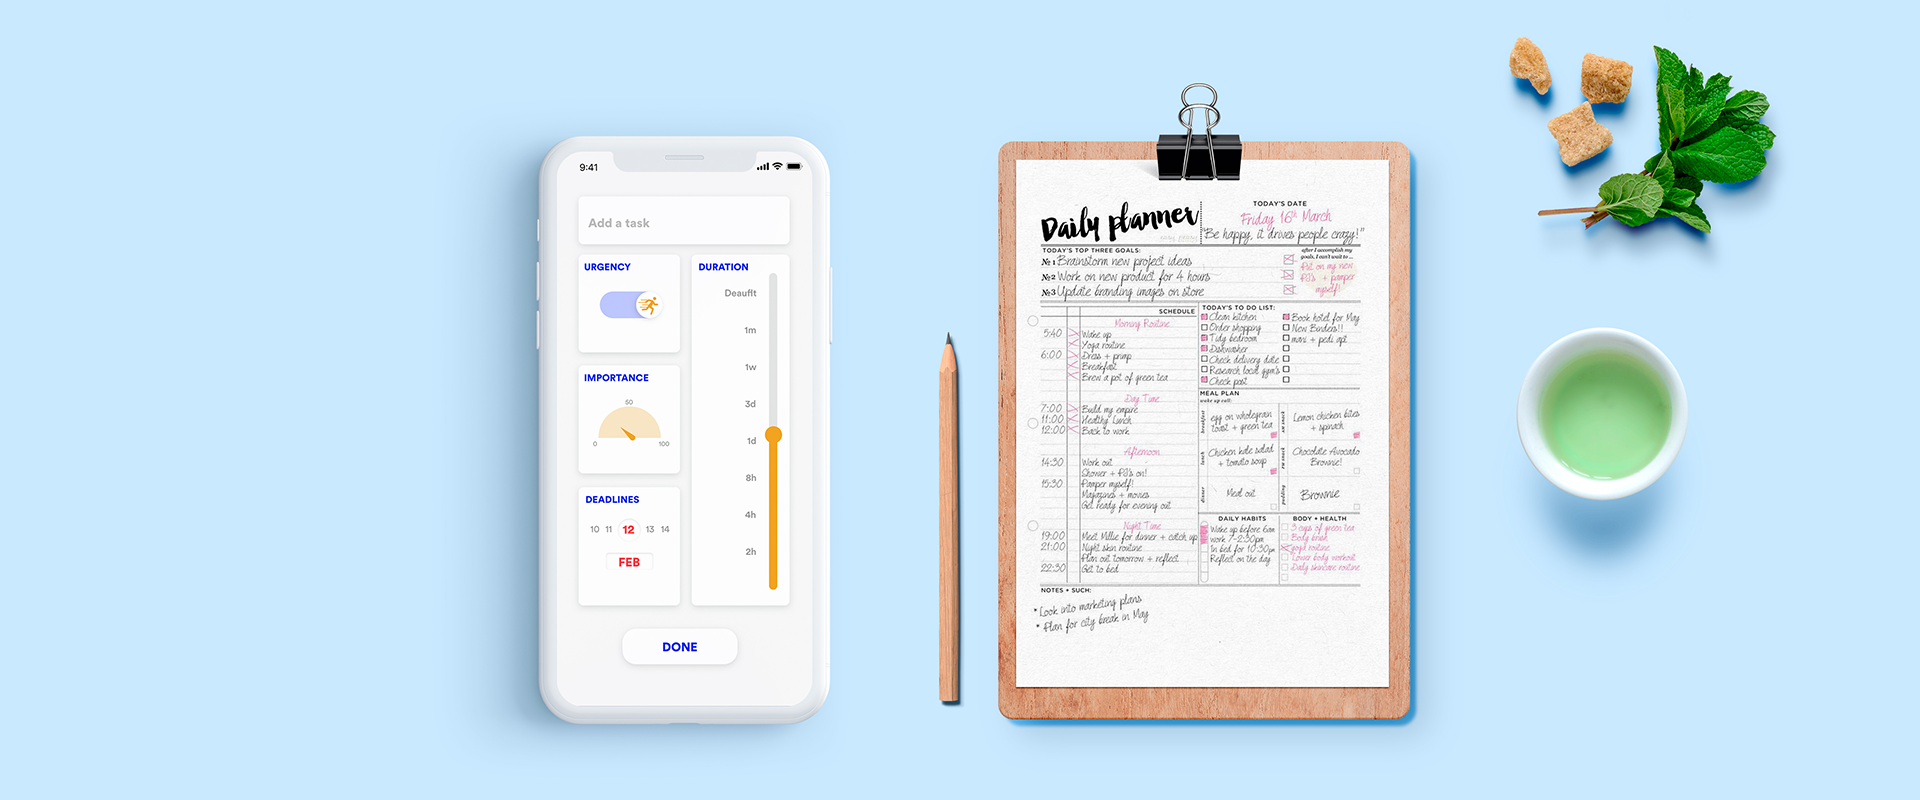 9:41
Add a task
URGENCY
IMPORTANCE
50
0
100
DEADLINES
10 11 12 13 14
FEB
DURATION
Deauflt
1m
1w
3d
1d
8h
4h
2h
DONE
Daily planner
TODAY'S DATE
Friday 16th March
"Be happy, it drives people crazy!"
TODAY'S TOP THREE GOALS:
№1 Brainstorm new project ideas
№2 Work on new product for 4 hours
№3 Update branding images on store
after I accomplish my
goals, I can't wait to ...
Put on my new
PJ's + pamper
myself!
SCHEDULE
Morning Routine
5:40 Wake up
Yoga routine
6:00 Dress + primp
Breakfast
Brew a pot of green tea
Day Time
7:00 Build my empire
11:00 Healthy Lunch
12:00 Back to work
Afternoon
14:30 Work out
Shower + PJ's on!
15:30 Pamper myself!
Magazines + movies
Get ready for evening out
Night Time
19:00 Meet Millie for dinner + catch up
21:00 Night skin routine
Plan out tomorrow + reflect
22:30 Get to bed
TODAY'S TO DO LIST:
Clean kitchen
Order shopping
Tidy bedroom
Dishwasher
Check delivery date
Research local gym's
Check post
Book hotel for May
New Binders!!
mani + pedi apt
MEAL PLAN
wake up call:
breakfast
egg on wholegrain
toast + green tea
am snack
Lemon chicken bites
+ spinach
lunch
Chicken kale salad
+ tomato soup
pm snack
Chocolate Avocado
Brownie!
dinner
Meal out
pudding
Brownie
DAILY HABITS
Wake up before 6am
work 7-2:30pm
In bed for 10:30pm
Reflect on the day
BODY + HEALTH
3 cups of green tea
Body brush
yoga routine
Lower body workout
Daily skincare routine
NOTES + SUCH:
* Look into marketing plans
* Plan for city break in May